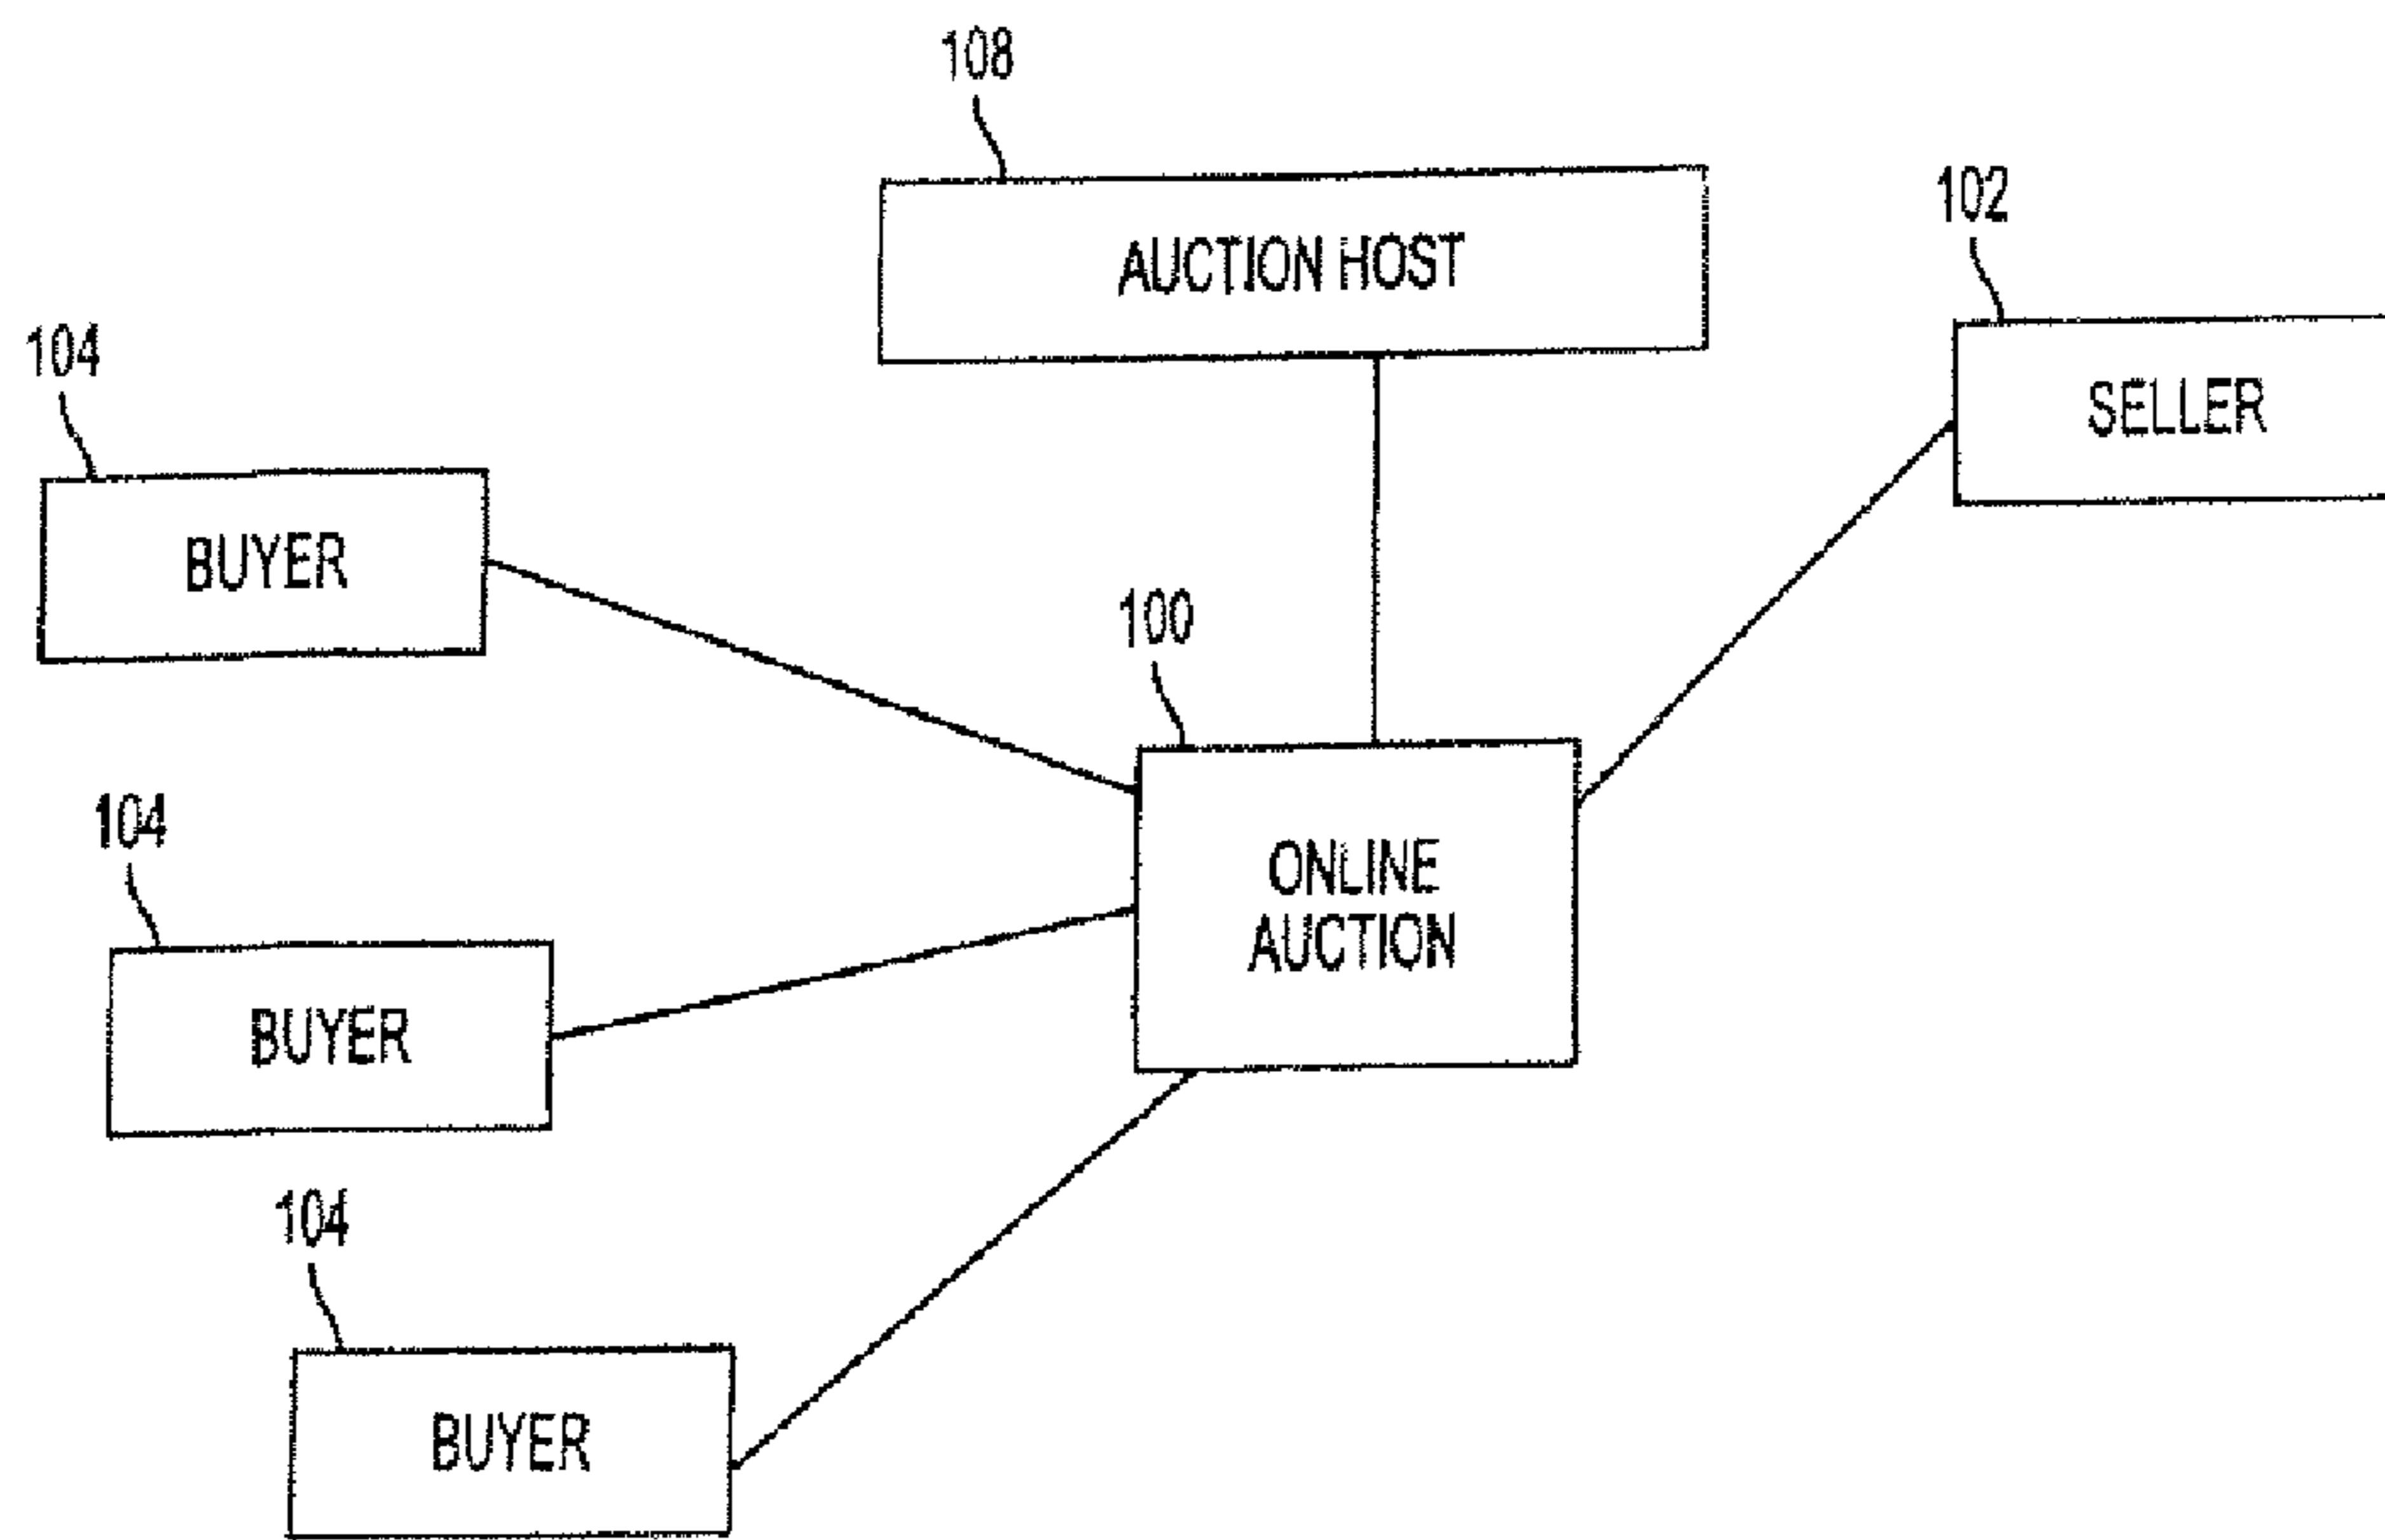 108
AUCTION HOST
102
SELLER
104
BUYER
100
ONLINE
AUCTION
104
BUYER
104
BUYER